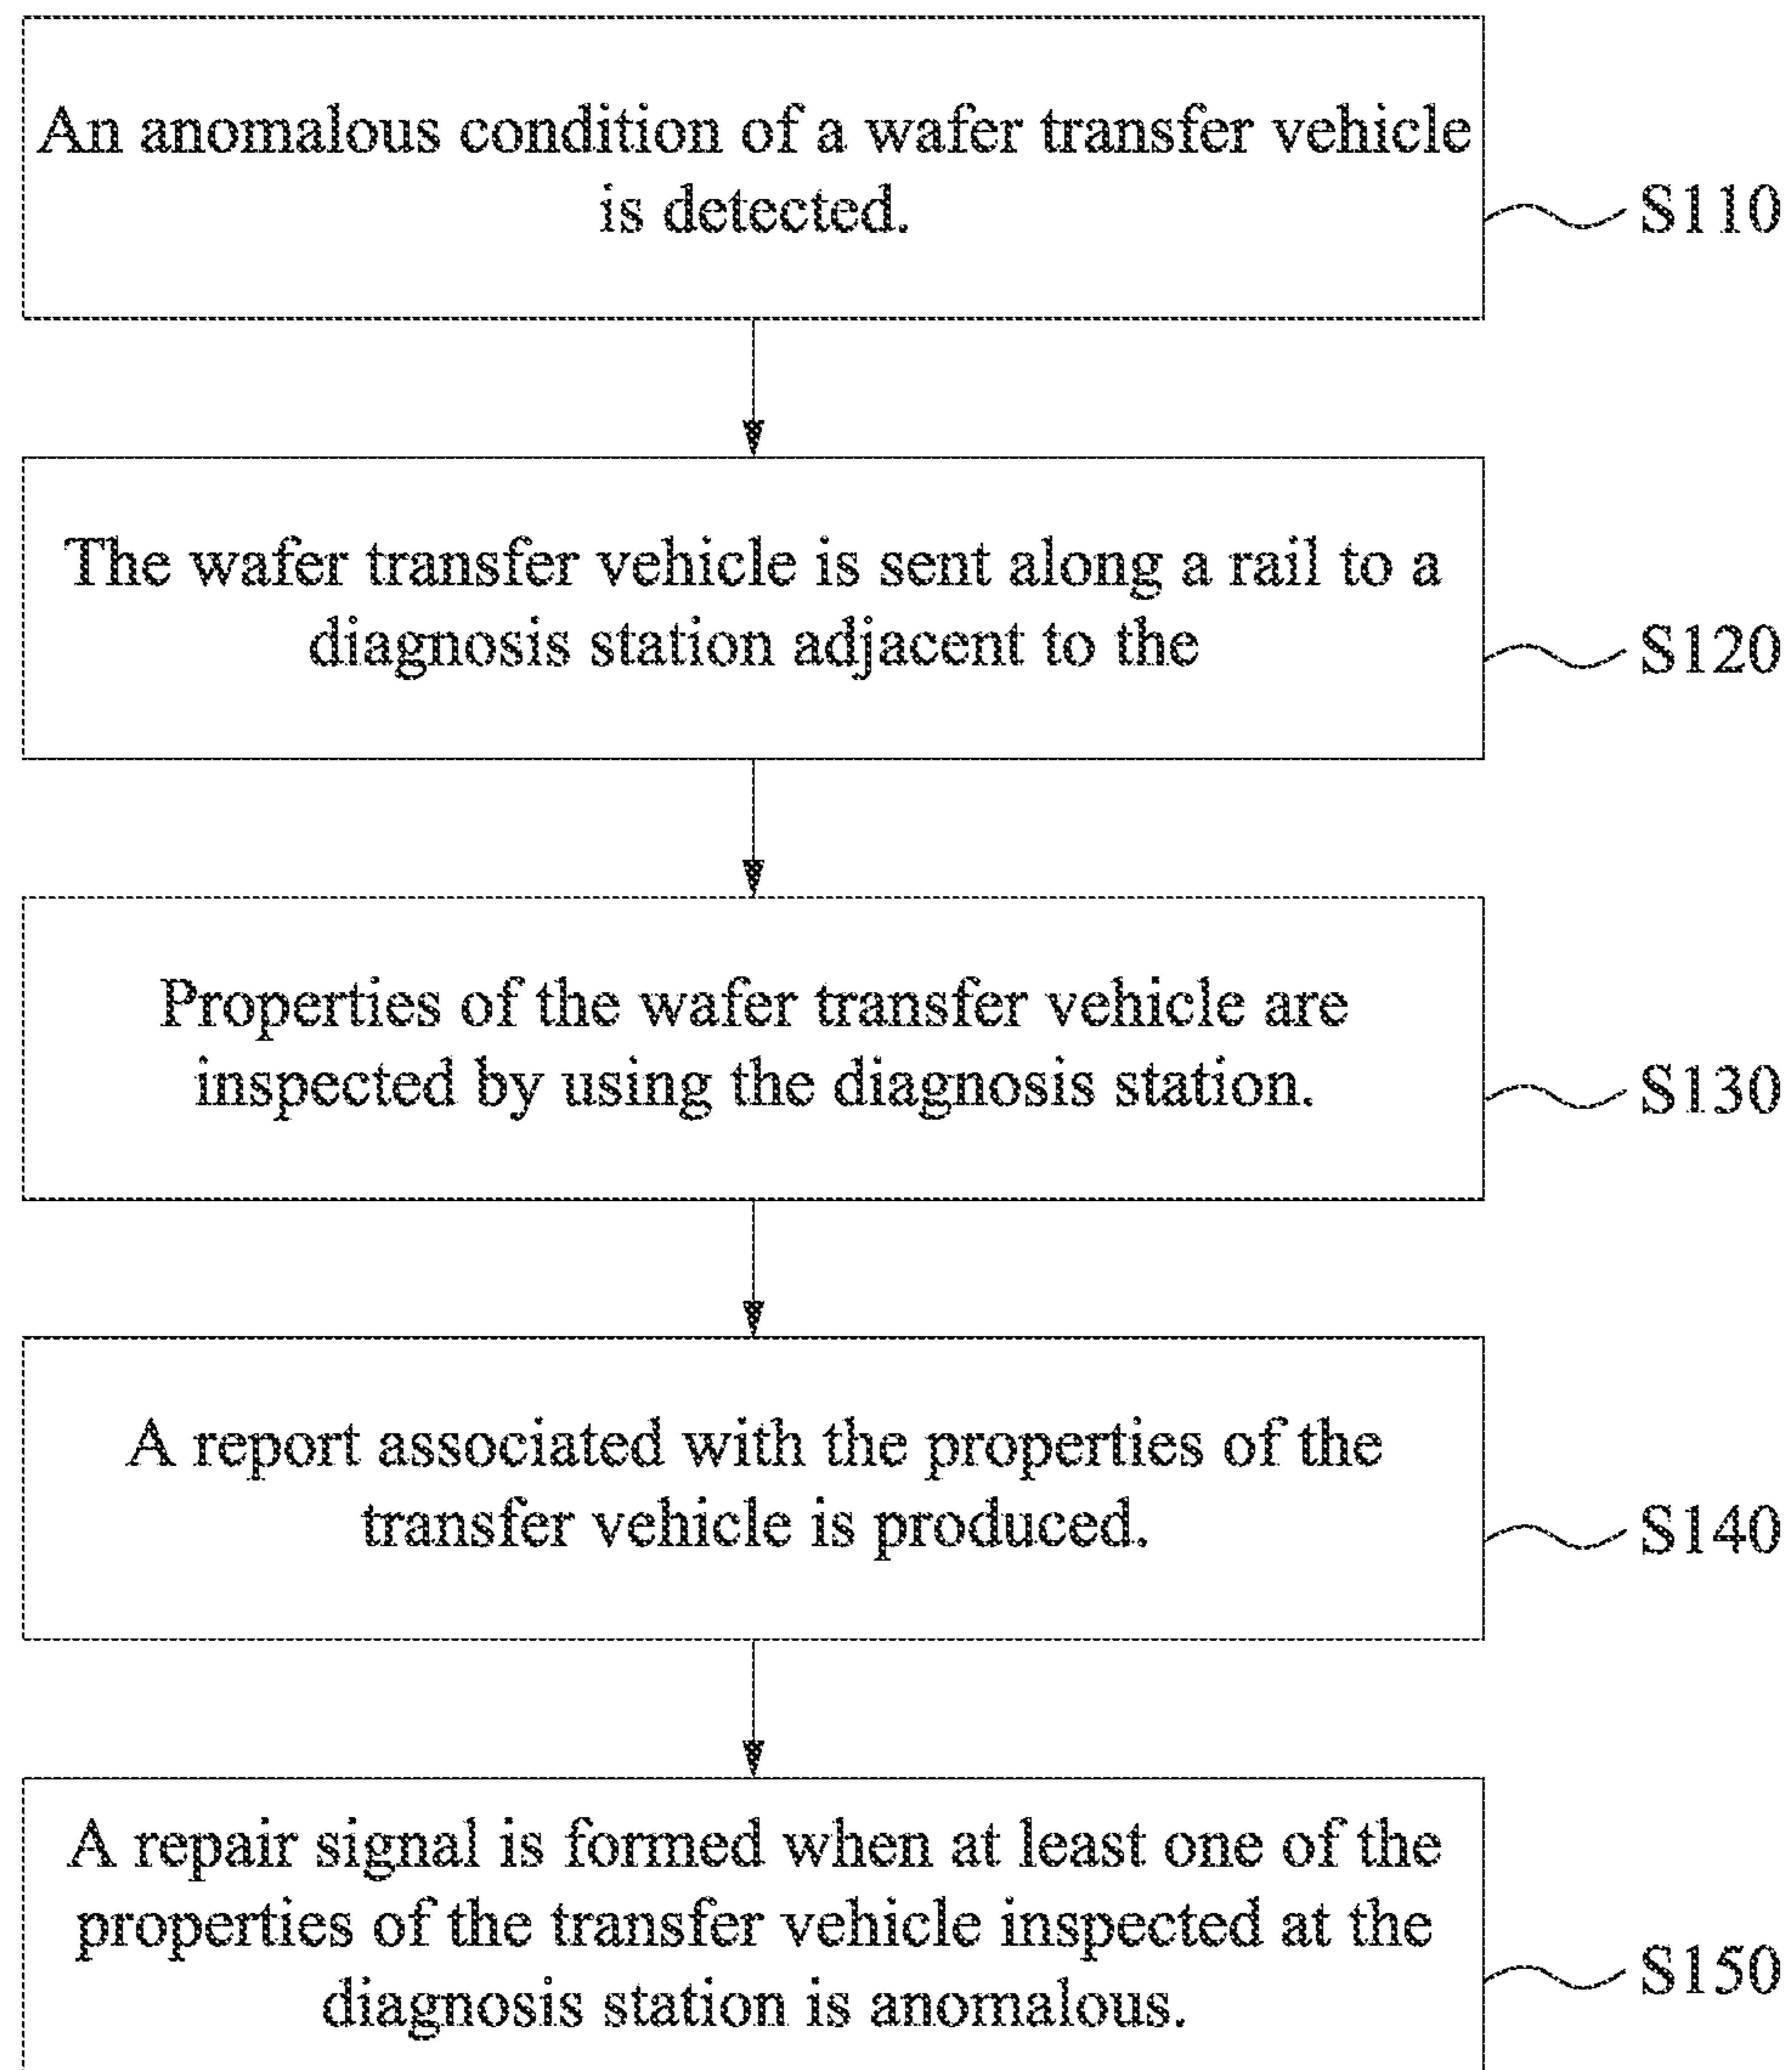 An anomalous condition of a wafer transfer vehicle
is detected.
S110
The wafer transfer vehicle is sent along a rail to a
diagnosis station adjacent to the
S120
Properties of the wafer transfer vehicle are
inspected by using the diagnosis station.
S130
A report associated with the properties of the
transfer vehicle is produced.
S140
A repair signal is formed when at least one of the
properties of the transfer vehicle inspected at the
diagnosis station is anomalous.
S150